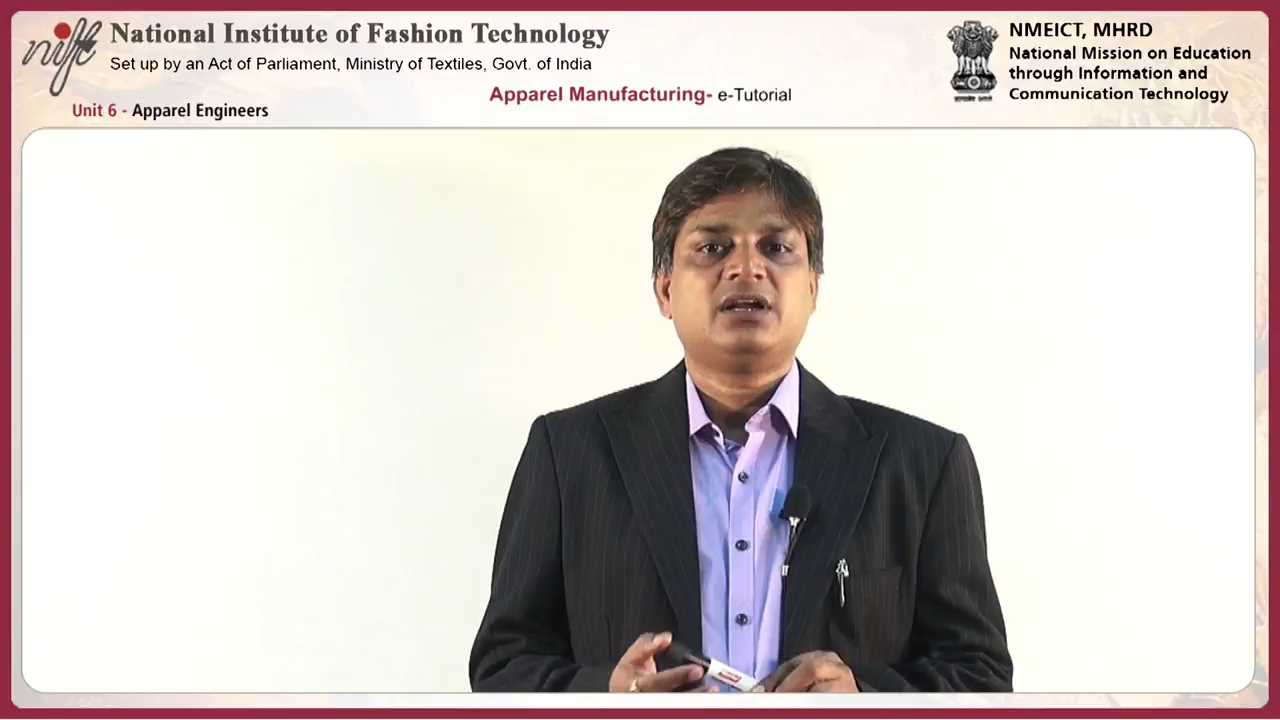 nift
National Institute of Fashion Technology
Set up by an Act of Parliament, Ministry of Textiles, Govt. of India
Apparel Manufacturing- e-Tutorial
Unit 6 - Apparel Engineers
NMEICT, MHRD
National Mission on Education
through Information and
Communication Technology